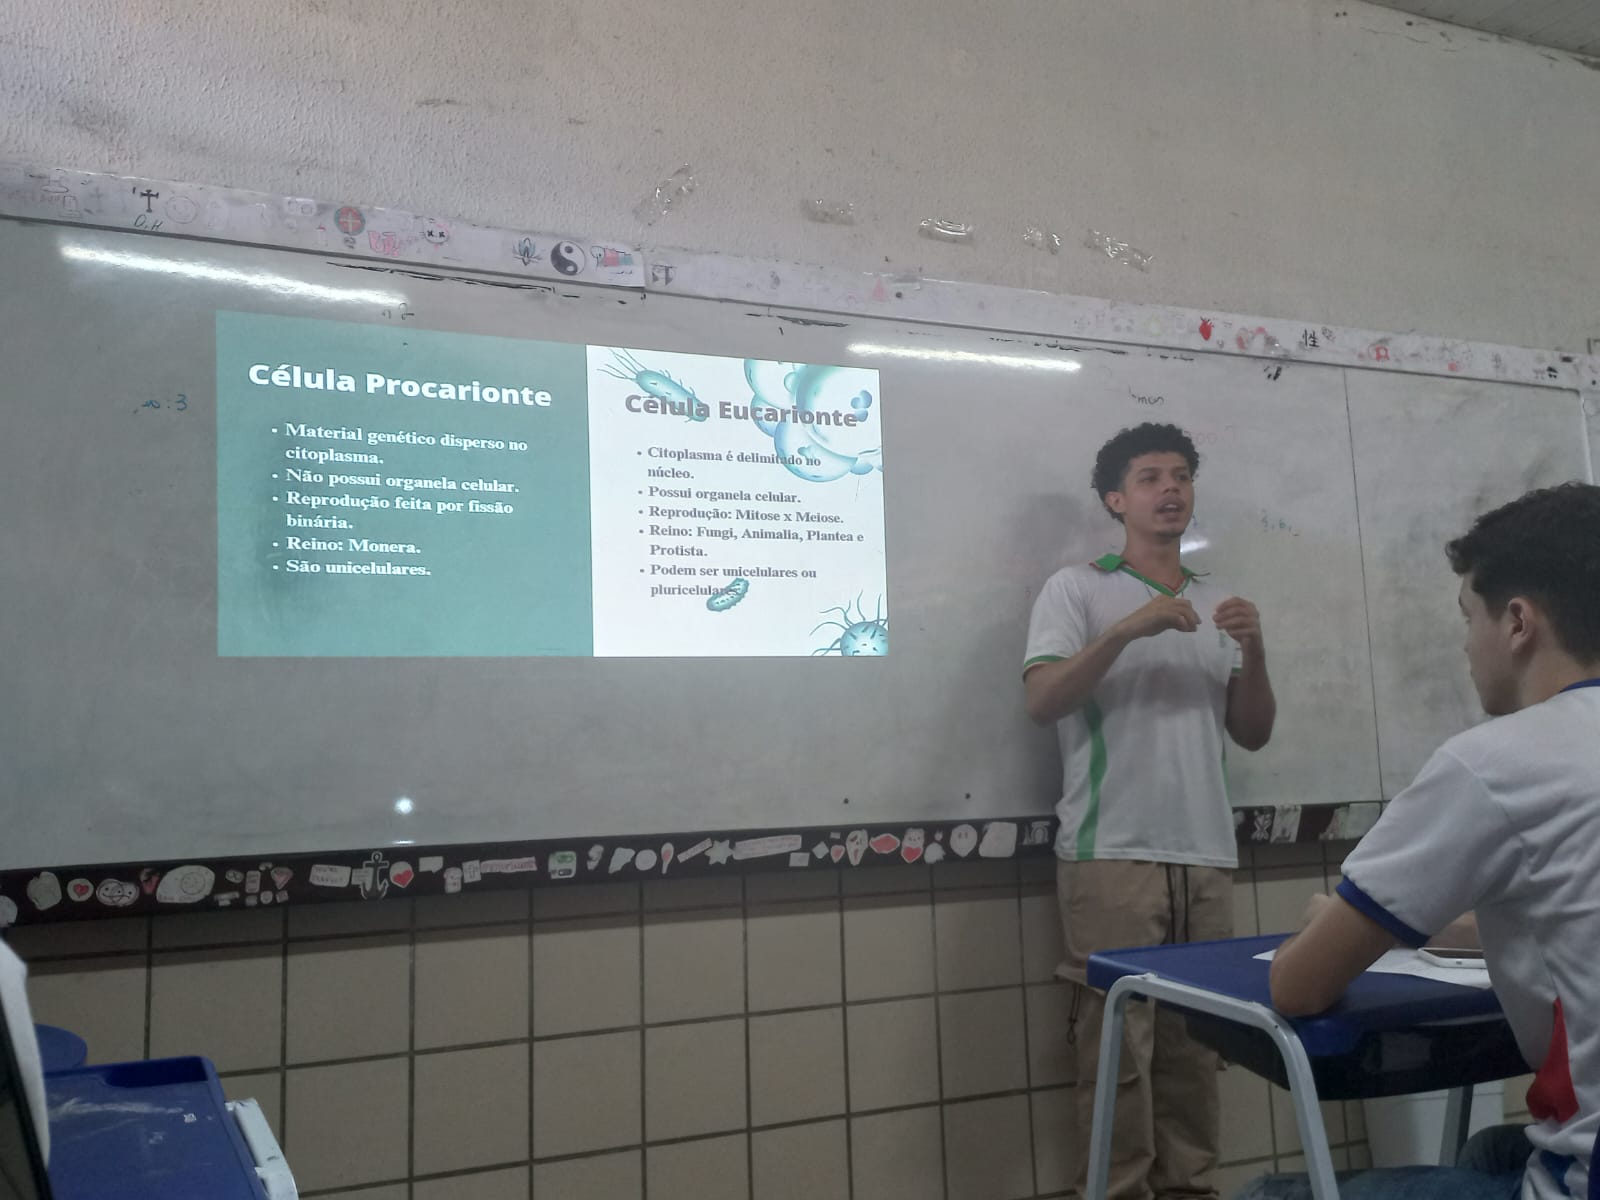 Célula Procarionte
• Material genético disperso no
citoplasma.
• Não possui organela celular.
• Reprodução feita por fissão
binária.
• Reino: Monera.
• São unicelulares.
Célula Eucarionte
• Citoplasma é delimitado no
núcleo.
• Possui organela celular.
• Reprodução: Mitose x Meiose.
• Reino: Fungi, Animalia, Plantea e
Protista.
• Podem ser unicelulares ou
pluricelulares.
D.H
性